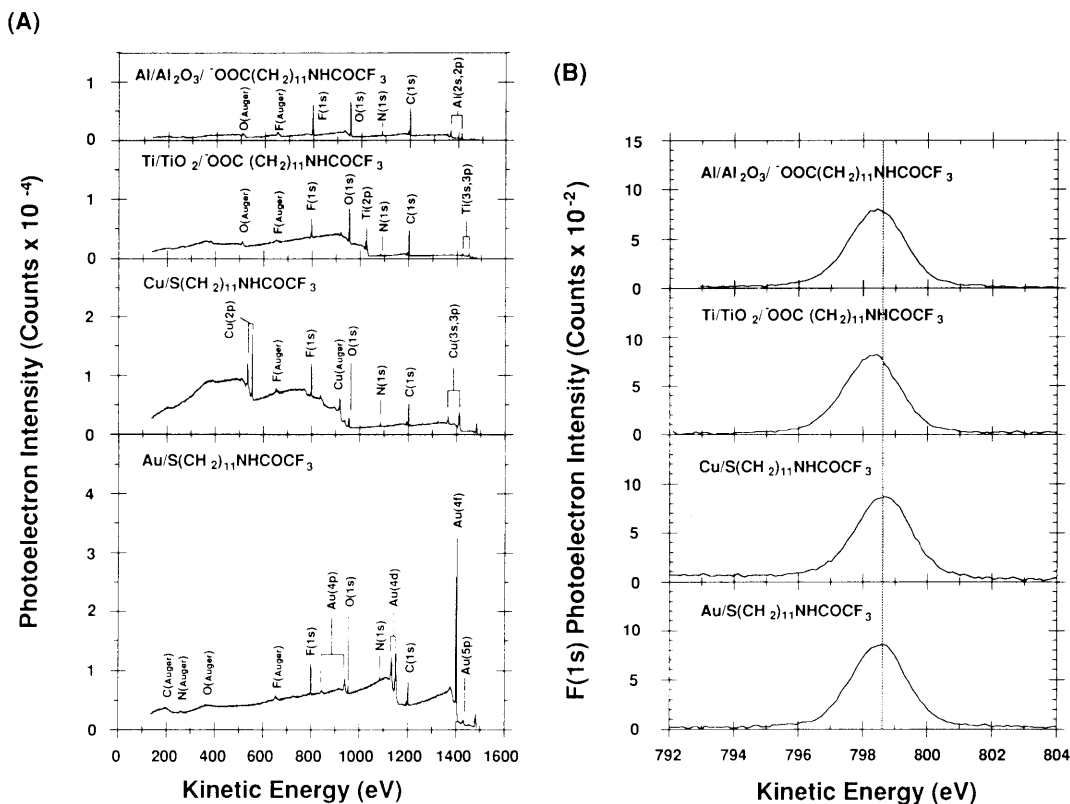 (A)
Photoelectron Intensity (Counts x 10 -4)
Al/Al2O3/ -OOC(CH2)11NHCOCF3
O(Auger)
F(Auger)
F(1s)
O(1s)
N(1s)
C(1s)
Al(2s,2p)
1
0
Ti/TiO2/-OOC (CH2)11NHCOCF3
O(Auger)
F(Auger)
F(1s)
O(1s)
Ti(2p)
N(1s)
C(1s)
Ti(3s,3p)
1
0
Cu/S(CH2)11NHCOCF3
Cu(2p)
F(Auger)
F(1s)
Cu(Auger)
O(1s)
N(1s)
C(1s)
Cu(3s,3p)
2
1
0
Au/S(CH2)11NHCOCF3
C(Auger)
N(Auger)
O(Auger)
F(Auger)
F(1s)
Au(4p)
O(1s)
N(1s)
Au(4d)
C(1s)
Au(4f)
Au(5p)
4
3
2
1
0
0 200 400 600 800 1000 1200 1400 1600
Kinetic Energy (eV)
(B)
F(1s) Photoelectron Intensity (Counts x 10-2)
15
10
5
0
Al/Al2O3/ -OOC(CH2)11NHCOCF3
10
5
0
Ti/TiO2/-OOC (CH2)11NHCOCF3
10
5
0
Cu/S(CH2)11NHCOCF3
10
5
0
Au/S(CH2)11NHCOCF3
792 794 796 798 800 802 804
Kinetic Energy (eV)